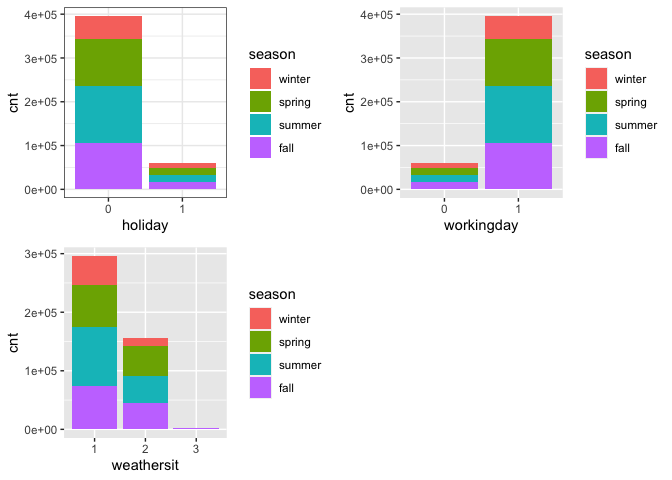 4e+05
3e+05
2e+05
1e+05
0e+00
cnt
0
1
holiday
season
winter
spring
summer
fall
4e+05
3e+05
2e+05
1e+05
0e+00
cnt
0
1
workingday
season
winter
spring
summer
fall
3e+05
2e+05
1e+05
0e+00
cnt
1
2
3
weathersit
season
winter
spring
summer
fall